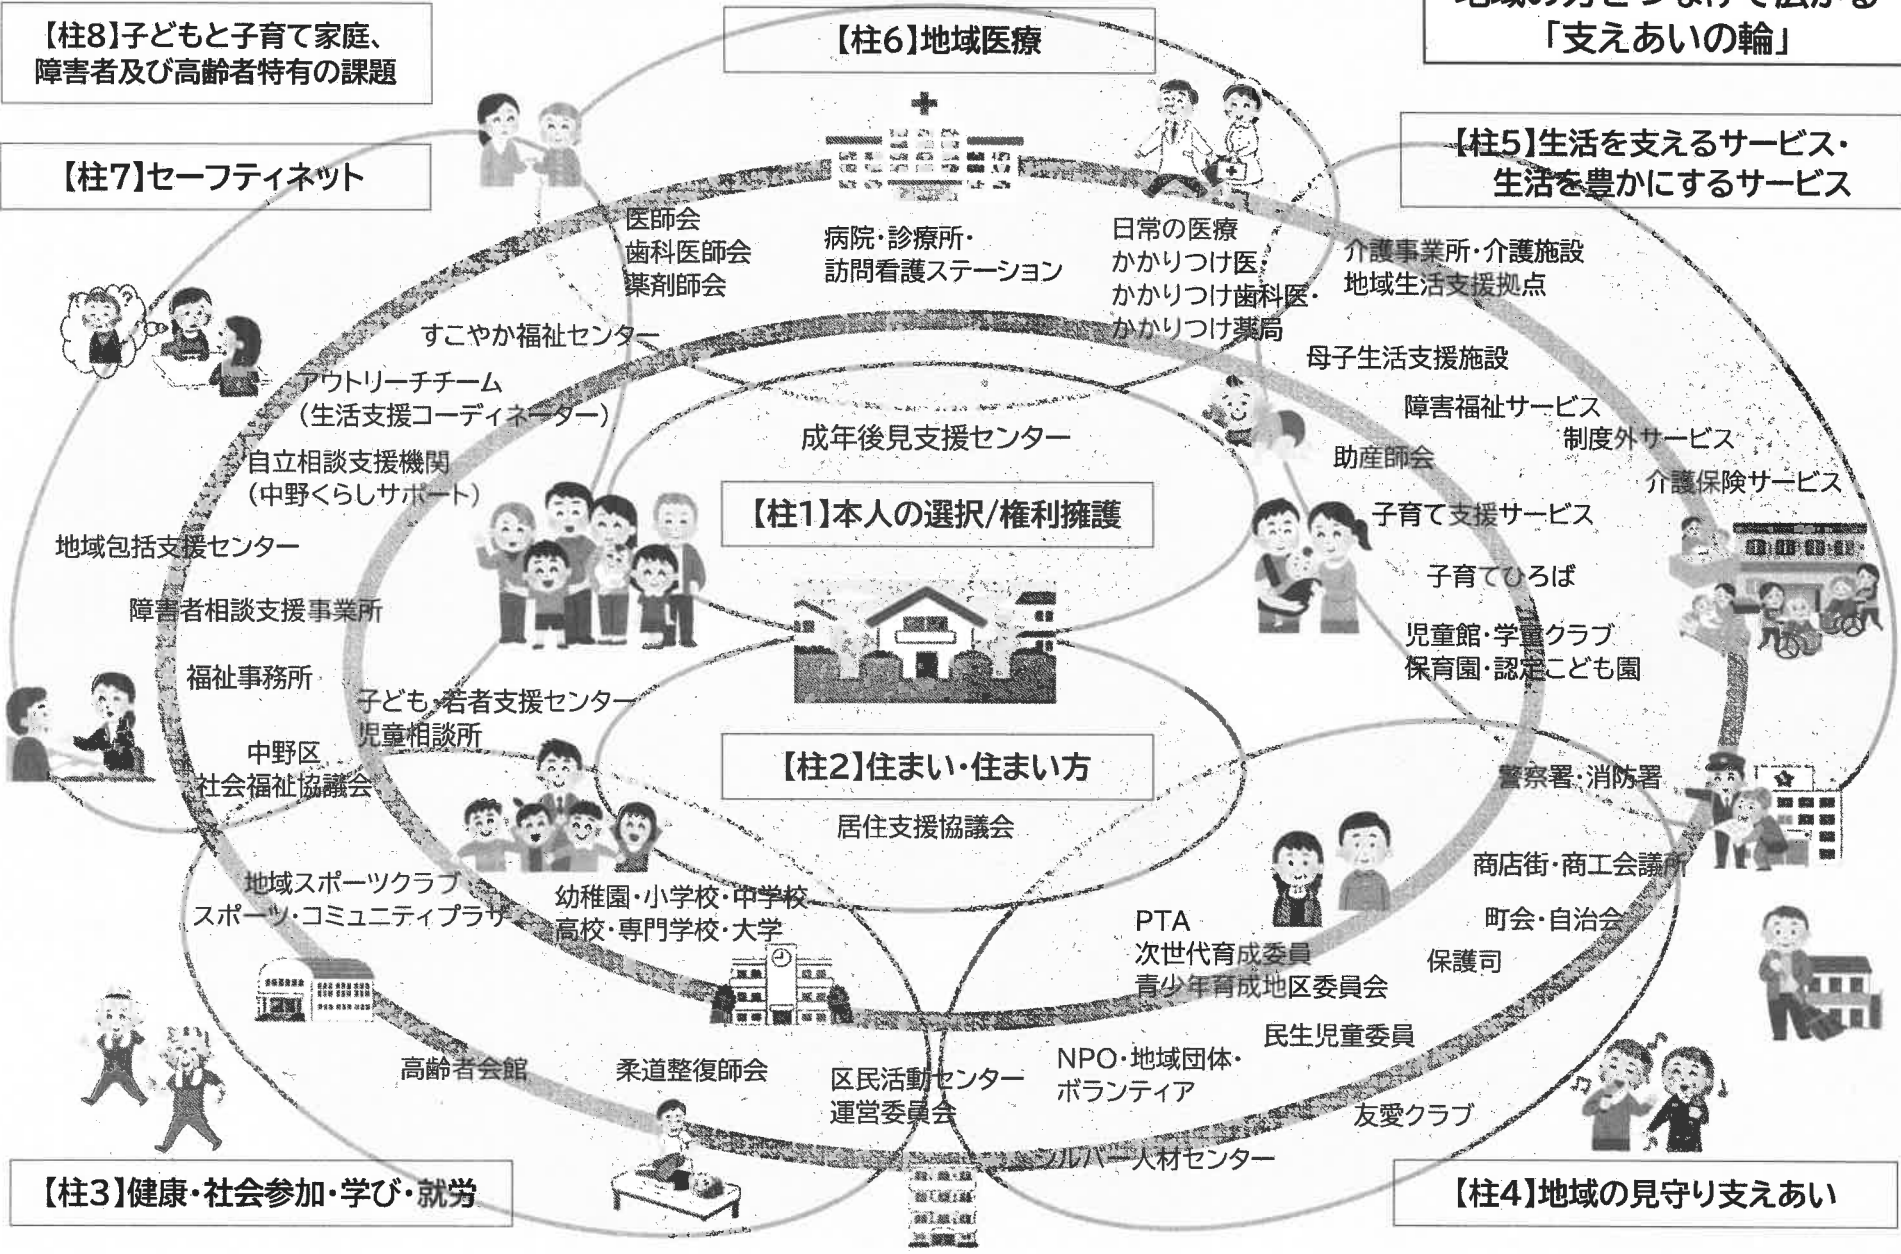 【柱8】子どもと子育て家庭、
障害者及び高齢者特有の課題
【柱6】地域医療
「支えあいの輪」
【柱7】セーフティネット
【柱5】生活を支えるサービス・
生活を豊かにするサービス
医師会
歯科医師会
薬剤師会
病院・診療所・
訪問看護ステーション
日常の医療
かかりつけ医
かかりつけ歯科医・
かかりつけ薬局
介護事業所・介護施設
地域生活支援拠点
すこやか福祉センター
母子生活支援施設
アウトリーチチーム
（生活支援コーディネーター）
障害福祉サービス
制度外サービス
成年後見支援センター
助産師会
自立相談支援機関
（中野くらしサポート）
介護保険サービス
【柱1】本人の選択/権利擁護
子育て支援サービス
地域包括支援センター
子育てひろば
障害者相談支援事業所
児童館・学童クラブ
保育園・認定こども園
福祉事務所
子ども・若者支援センター
児童相談所
中野区
社会福祉協議会
【柱2】住まい・住まい方
警察署・消防署
居住支援協議会
商店街・商工会議所
地域スポーツクラブ
スポーツ・コミュニティプラザ
幼稚園・小学校・中学校
高校・専門学校・大学
PTA
次世代育成委員
青少年育成地区委員会
町会・自治会
保護司
民生児童委員
高齢者会館
柔道整復師会
区民活動センター
運営委員会
NPO・地域団体・
ボランティア
友愛クラブ
シルバー人材センター
【柱3】健康・社会参加・学び・就労
【柱4】地域の見守り支えあい